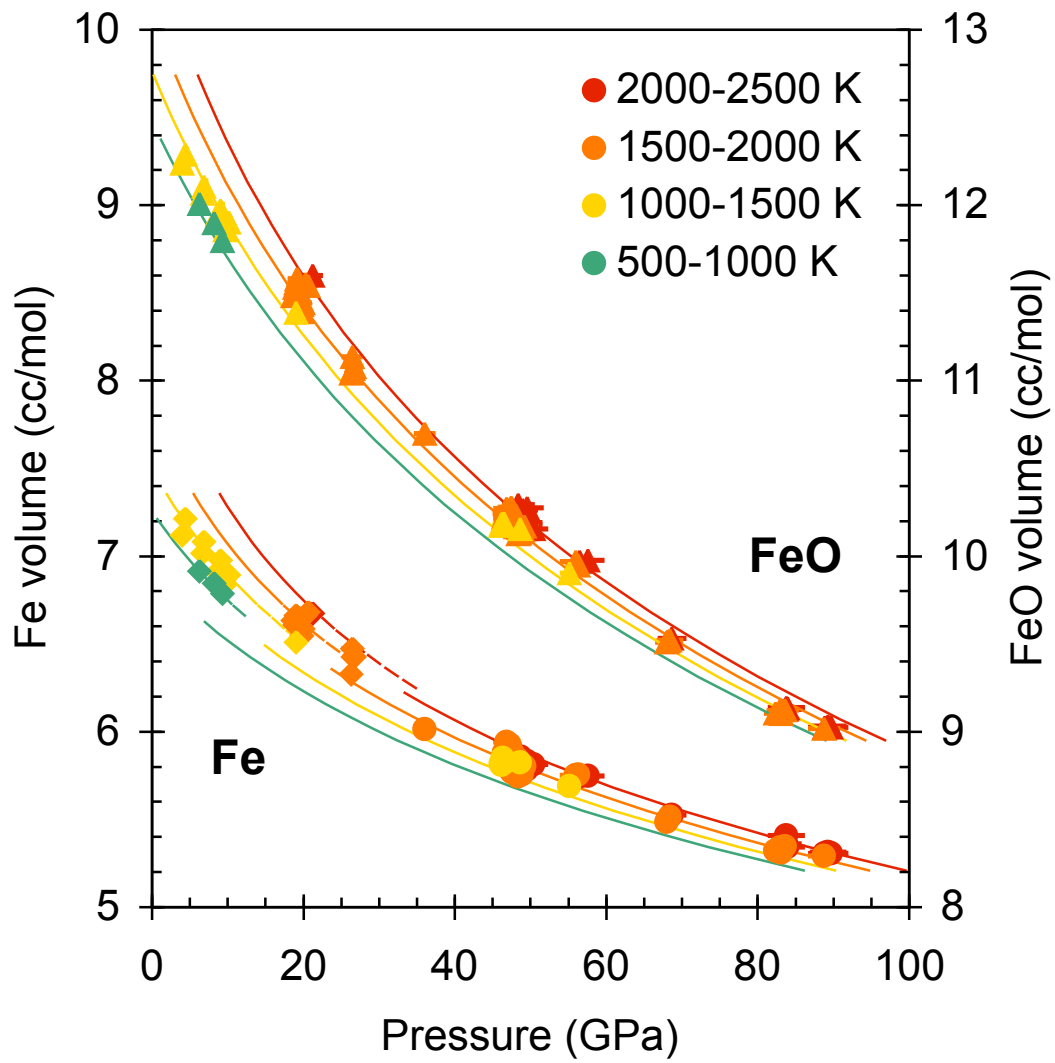 10
9
8
7
6
5
Fe volume (cc/mol)
13
12
11
10
9
8
FeO volume (cc/mol)
2000-2500 K
1500-2000 K
1000-1500 K
500-1000 K
FeO
Fe
0
20
40
60
80
100
Pressure (GPa)